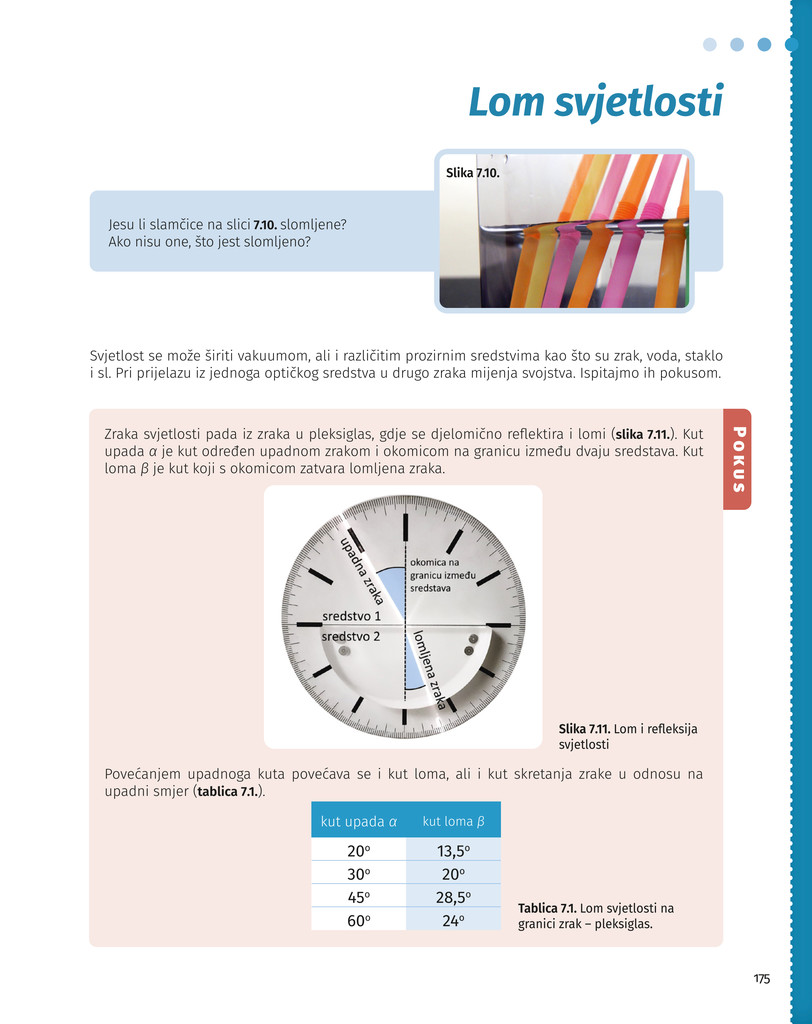 Lom svjetlosti
Slika 7.10.
Jesu li slamčice na slici 7.10. slomljene?
Ako nisu one, što jest slomljeno?
Svjetlost se može širiti vakuumom, ali i različitim prozirnim sredstvima kao što su zrak, voda, staklo
i sl. Pri prijelazu iz jednoga optičkog sredstva u drugo zraka mijenja svojstva. Ispitajmo ih pokusom.
POKUS
Zraka svjetlosti pada iz zraka u pleksiglas, gdje se djelomično reflektira i lomi (slika 7.11.). Kut
upada α je kut određen upadnom zrakom i okomicom na granicu između dvaju sredstava. Kut
loma β je kut koji s okomicom zatvara lomljena zraka.
upadna zraka
okomica na
granicu između
sredstava
sredstvo 1
sredstvo 2
lomljena zraka
Slika 7.11. Lom i refleksija
svjetlosti
Povećanjem upadnoga kuta povećava se i kut loma, ali i kut skretanja zrake u odnosu na
upadni smjer (tablica 7.1.).
kut upada α kut loma β
20° 13,5°
30° 20°
45° 28,5°
60° 24°
Tablica 7.1. Lom svjetlosti na
granici zrak – pleksiglas.
175